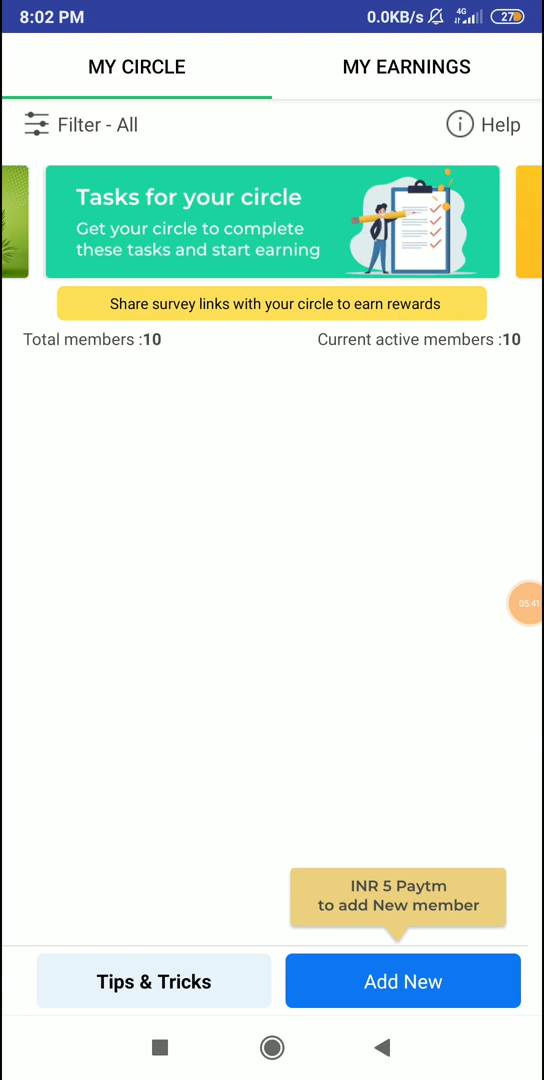 8:02 PM
0.0KB/s 4G 27
MY CIRCLE
MY EARNINGS
Filter - All
Help
Tasks for your circle
Get your circle to complete
these tasks and start earning
Share survey links with your circle to earn rewards
Total members :10
Current active members :10
05:41
INR 5 Paytm
to add New member
Tips & Tricks
Add New